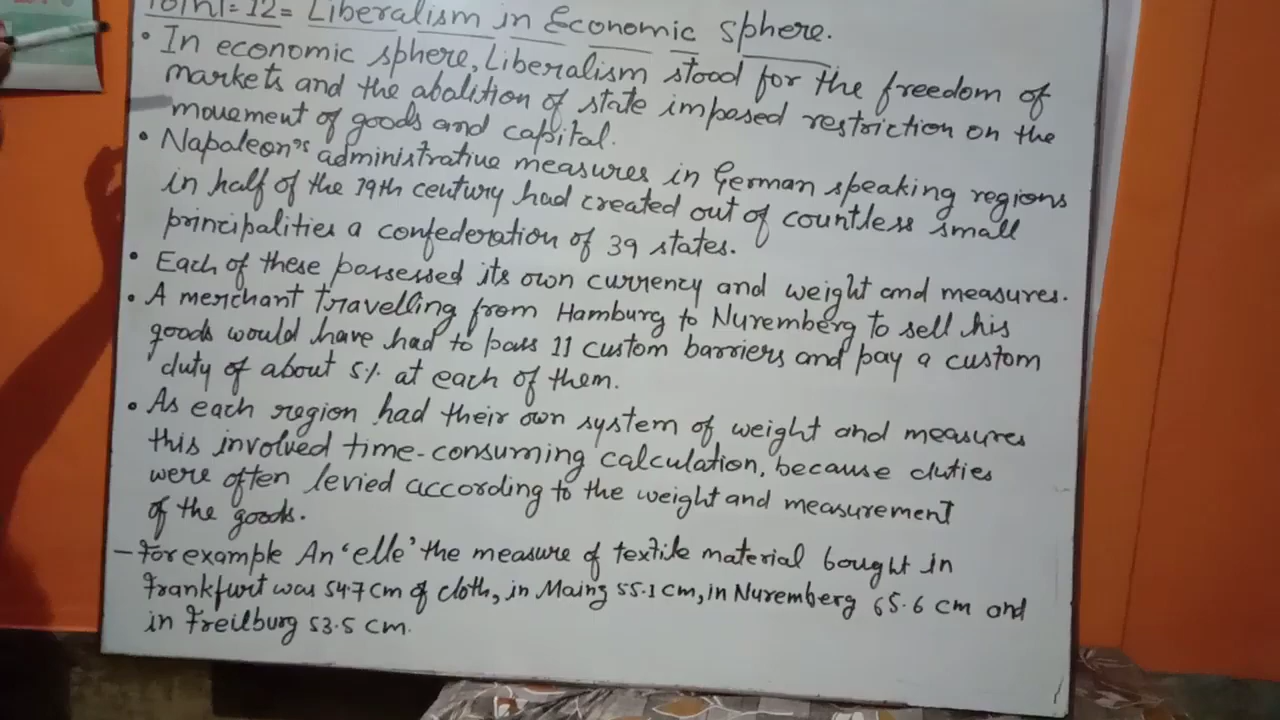 Point= 12= Liberalism in Economic Sphere.
• In economic sphere, Liberalism stood for the freedom of
markets and the abalition of state imposed restriction on the
movement of goods and capital.
• Napaleon's administrative measures in German speaking regions
in half of the 19th century had created out of countless small
principalities a confederation of 39 states.
• Each of these possessed its own currency and weight and measures.
• A merchant travelling from Hamburg to Nuremberg to sell his
goods would have had to pass 11 custom barriers and pay a custom
duty of about 5% at each of them.
• As each region had their own system of weight and measures
this involved time-consuming calculation, because duties
were often levied according to the weight and measurement
of the goods.
– For example An 'elle' the measure of textile material bought in
Frankfurt was 54.7 cm of cloth, in Mainz 55.1 cm, in Nuremberg 65.6 cm and
in Freilburg 53.5 cm.